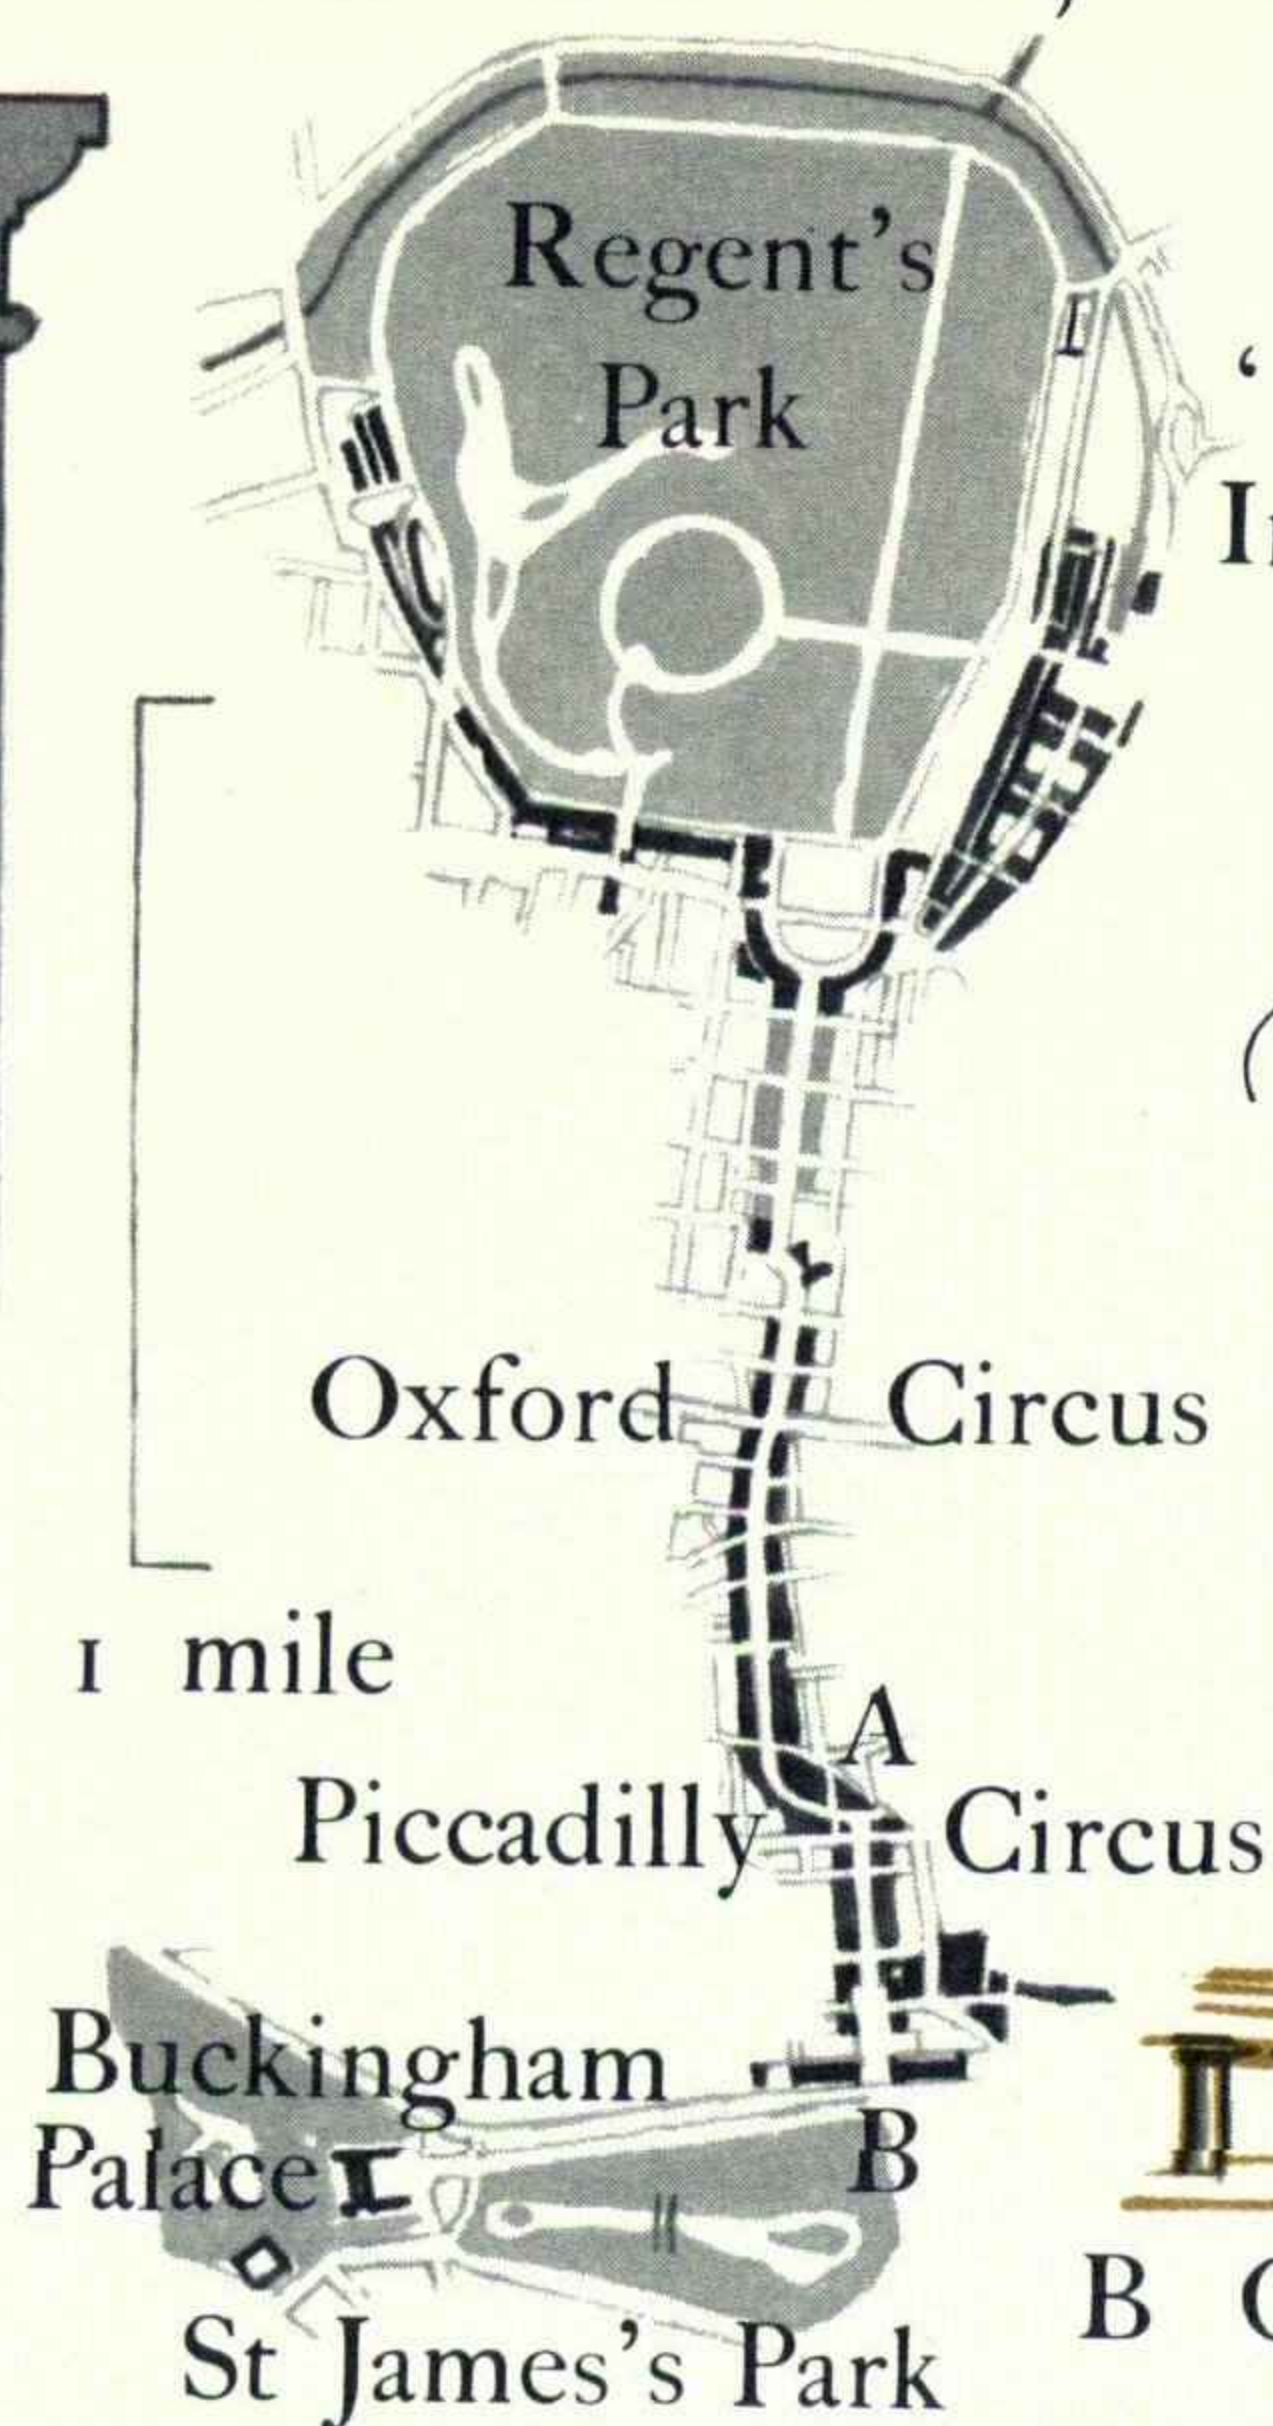 Regent's
Park
I
Oxford Circus
1 mile
A
Piccadilly Circus
Buckingham
Palace
B
St James's Park
B